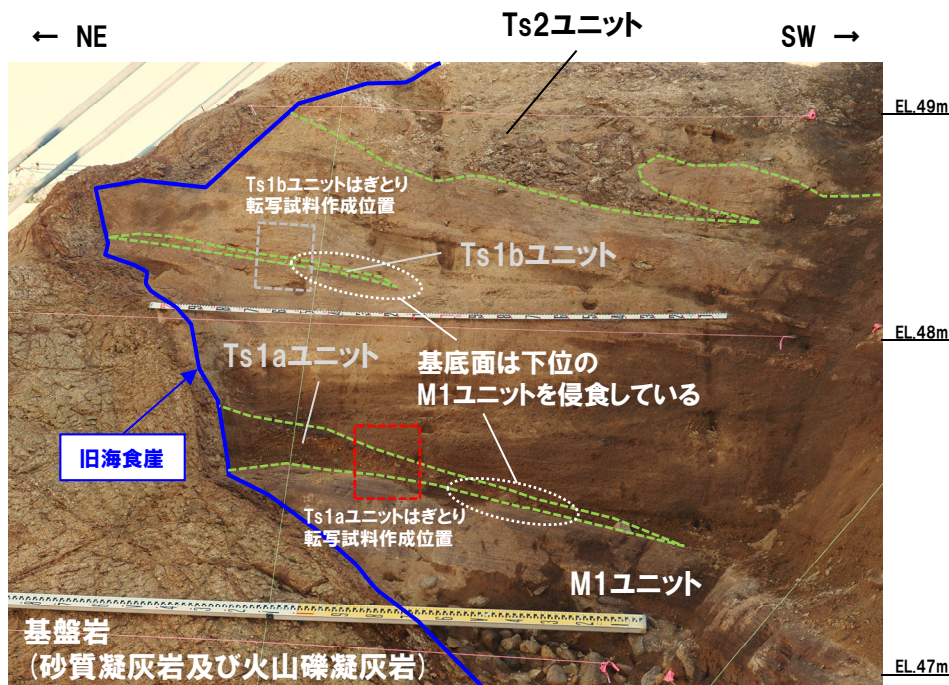 ← NE
Ts2ユニット
SW →
EL.49m
Ts1bユニットはぎとり
転写試料作成位置
Ts1bユニット
EL.48m
Ts1aユニット
基底面は下位の
M1ユニットを侵食している
旧海食崖
Ts1aユニットはぎとり
転写試料作成位置
M1ユニット
基盤岩
(砂質凝灰岩及び火山礫凝灰岩)
EL.47m